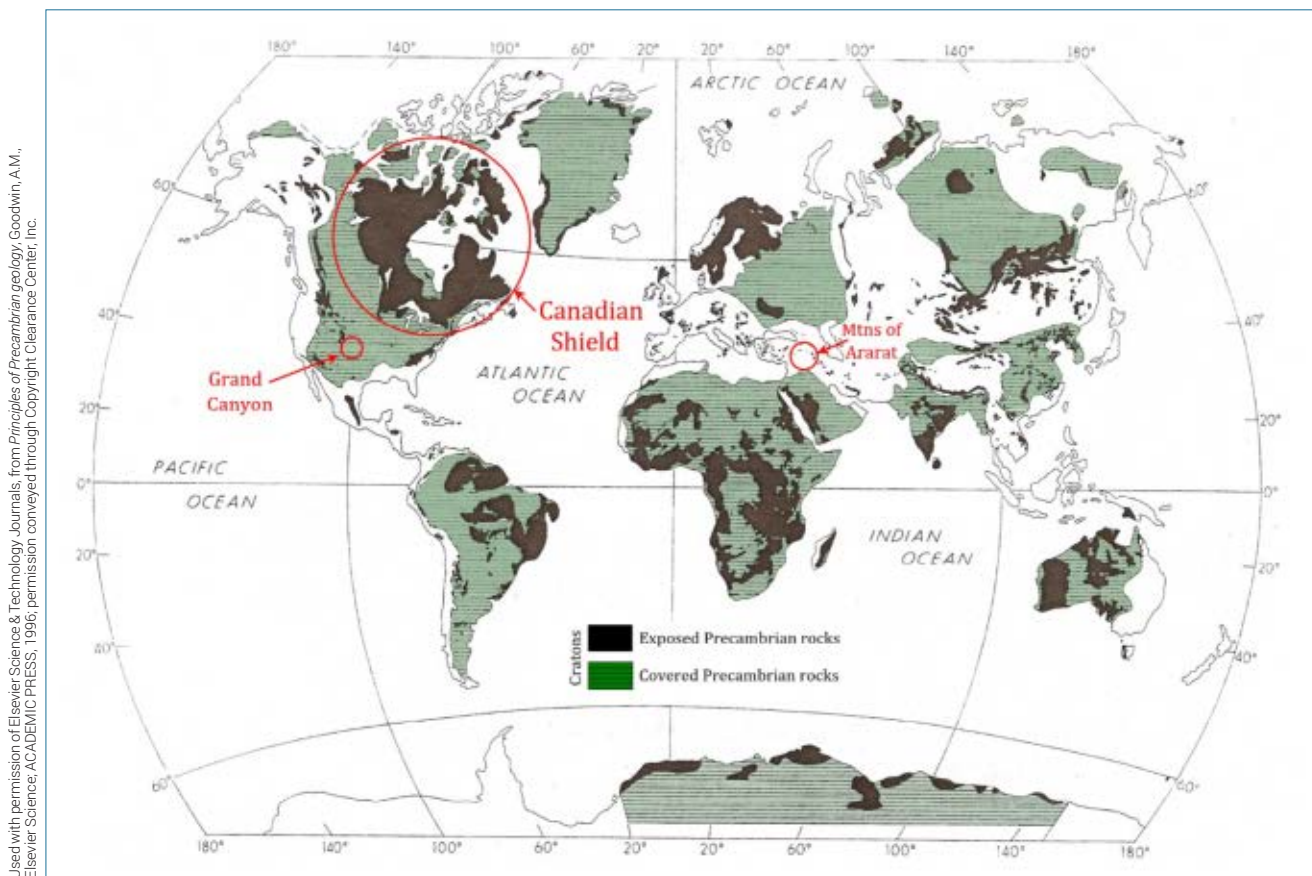 Used with permission of Elsevier Science & Technology Journals, from Principles of Precambrian geology, Goodwin, A.M.,
Elsevier Science; ACADEMIC PRESS, 1996; permission conveyed through Copyright Clearance Center, Inc.
180° 140° 100° 60° 20° 20° 60° 100° 140° 180°
ARCTIC OCEAN
60° 60°
Canadian
Shield
Mtns of
Ararat
40° 40°
Grand
Canyon
ATLANTIC
OCEAN
20° 20°
PACIFIC
OCEAN
0° 0°
INDIAN
OCEAN
20° 20°
Cratons
Exposed Precambrian rocks
Covered Precambrian rocks
40° 40°
60° 60°
180° 140° 100° 60° 20° 20° 60° 100° 140° 180°